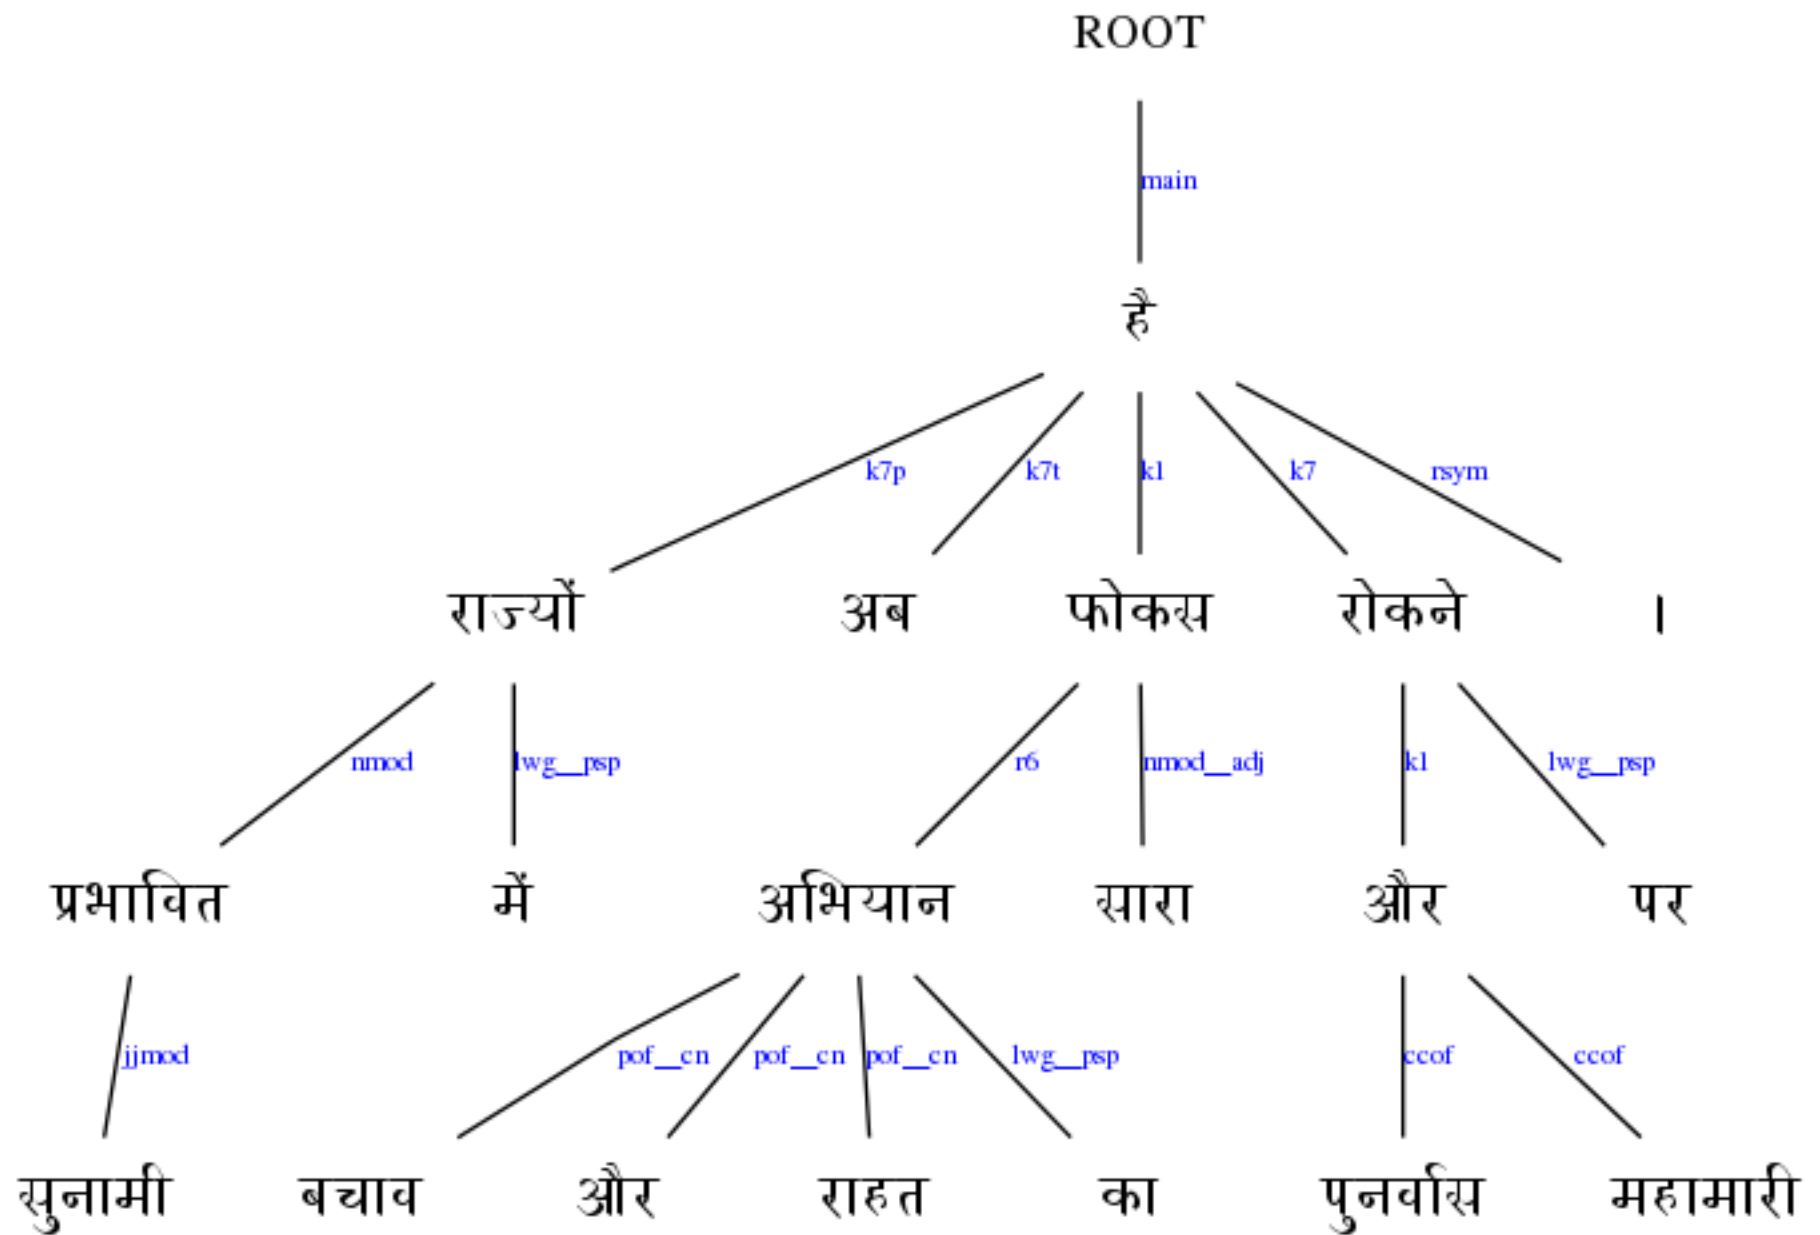 ROOT
main
है
k7p k7t k1 k7 rsym
राज्यों अब फोकस रोकने ।
nmod lwg__psp r6 nmod__adj k1 lwg__psp
प्रभावित में अभियान सारा और पर
jjmod pof__cn pof__cn pof__cn lwg__psp ccof ccof
सुनामी बचाव और राहत का पुनर्वास महामारी